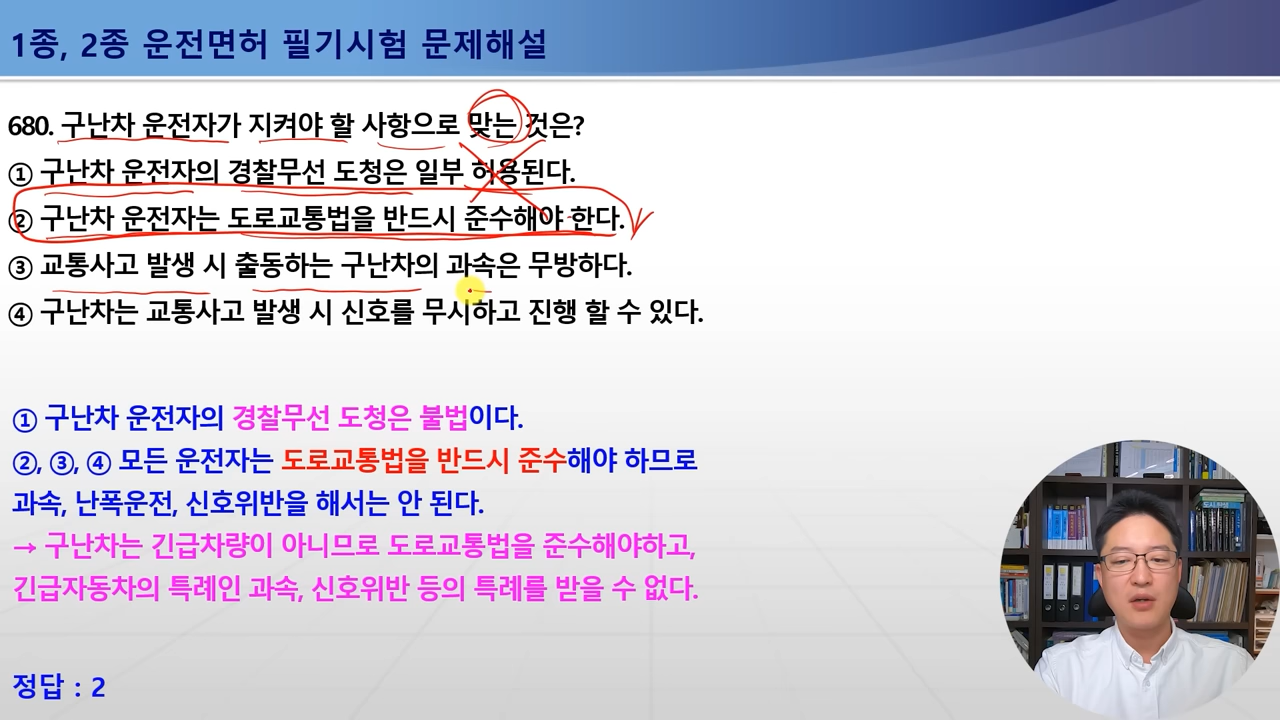 1종, 2종 운전면허 필기시험 문제해설
680. 구난차 운전자가 지켜야 할 사항으로 맞는 것은?
① 구난차 운전자의 경찰무선 도청은 일부 허용된다.
② 구난차 운전자는 도로교통법을 반드시 준수해야 한다.
③ 교통사고 발생 시 출동하는 구난차의 과속은 무방하다.
④ 구난차는 교통사고 발생 시 신호를 무시하고 진행 할 수 있다.
① 구난차 운전자의 경찰무선 도청은 불법이다.
②, ③, ④ 모든 운전자는 도로교통법을 반드시 준수해야 하므로
과속, 난폭운전, 신호위반을 해서는 안 된다.
→ 구난차는 긴급차량이 아니므로 도로교통법을 준수해야하고,
긴급자동차의 특례인 과속, 신호위반 등의 특례를 받을 수 없다.
정답 : 2